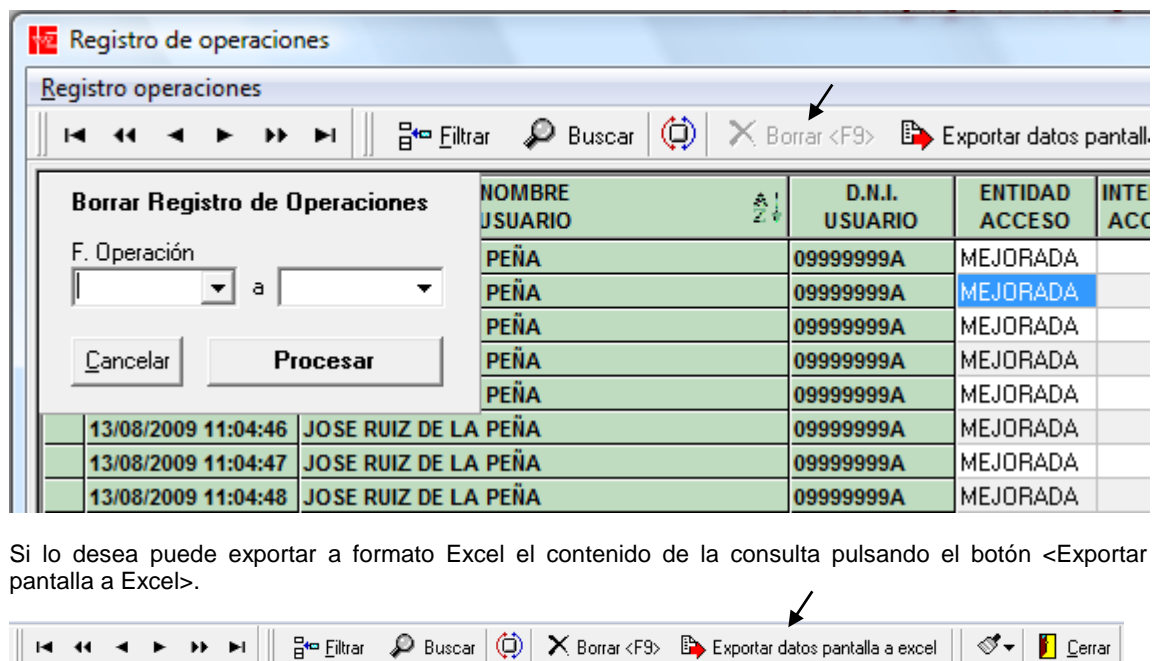 Registro de operaciones
Registro operaciones
Filtrar Buscar Borrar <F9> Exportar datos
Borrar Registro de Operaciones
F. Operación
a
Cancelar Procesar
NOMBRE USUARIO D.N.I. USUARIO ENTIDAD ACCESO
PEÑA 09999999A MEJORADA
PEÑA 09999999A MEJORADA
PEÑA 09999999A MEJORADA
PEÑA 09999999A MEJORADA
PEÑA 09999999A MEJORADA
13/08/2009 11:04:46 JOSE RUIZ DE LA PEÑA 09999999A MEJORADA
13/08/2009 11:04:47 JOSE RUIZ DE LA PEÑA 09999999A MEJORADA
13/08/2009 11:04:48 JOSE RUIZ DE LA PEÑA 09999999A MEJORADA
Si lo desea puede exportar a formato Excel el contenido de la consulta pulsando el botón <Exportar
pantalla a Excel>.
Filtrar Buscar Borrar <F9> Exportar datos pantalla a excel Cerrar